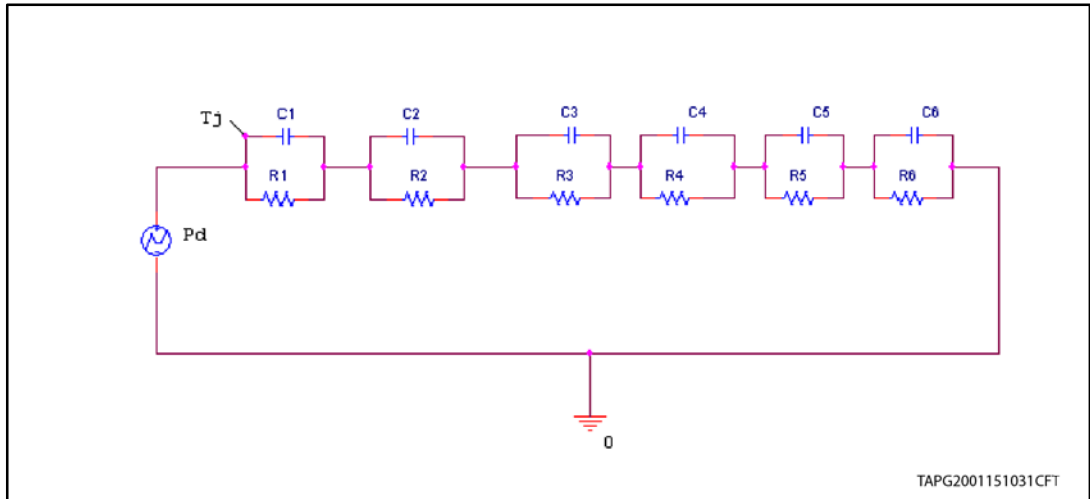 Tj
C1
C2
C3
C4
C5
C6
R1
R2
R3
R4
R5
R6
Pd
0
TAPG2001151031CFT